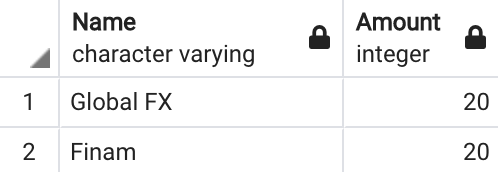 Name Amount
character varying integer
1 Global FX 20
2 Finam 20